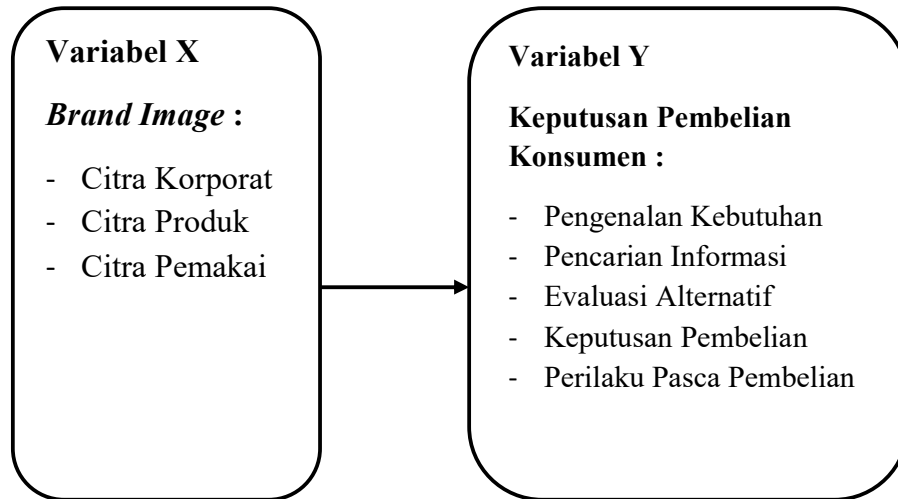 Variabel X
Brand Image :
- Citra Korporat
- Citra Produk
- Citra Pemakai
Variabel Y
Keputusan Pembelian
Konsumen :
- Pengenalan Kebutuhan
- Pencarian Informasi
- Evaluasi Alternatif
- Keputusan Pembelian
- Perilaku Pasca Pembelian